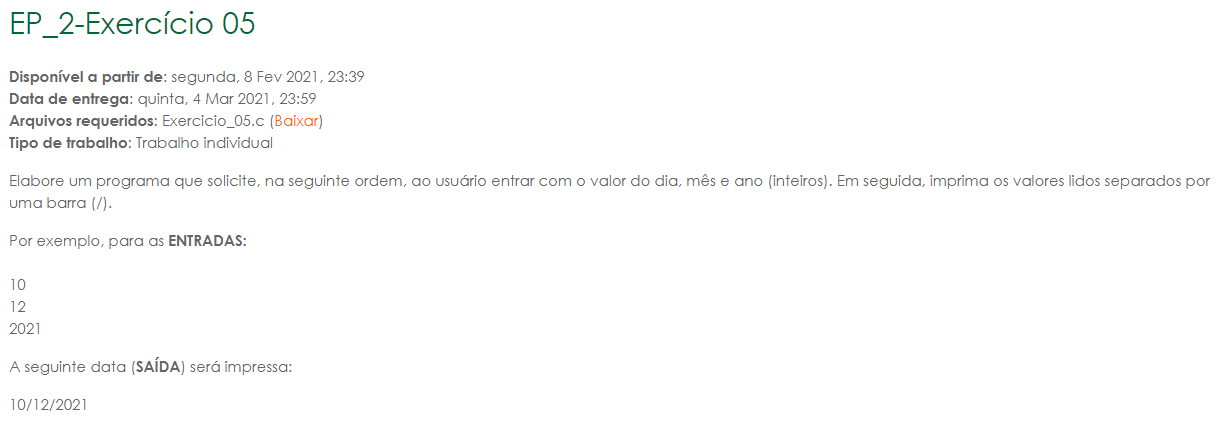 EP_2-Exercício 05
Disponível a partir de: segunda, 8 Fev 2021, 23:39
Data de entrega: quinta, 4 Mar 2021, 23:59
Arquivos requeridos: Exercicio_05.c (Baixar)
Tipo de trabalho: Trabalho individual
Elabore um programa que solicite, na seguinte ordem, ao usuário entrar com o valor do dia, mês e ano (inteiros). Em seguida, imprima os valores lidos separados por
uma barra (/).
Por exemplo, para as ENTRADAS:
10
12
2021
A seguinte data (SAÍDA) será impressa:
10/12/2021